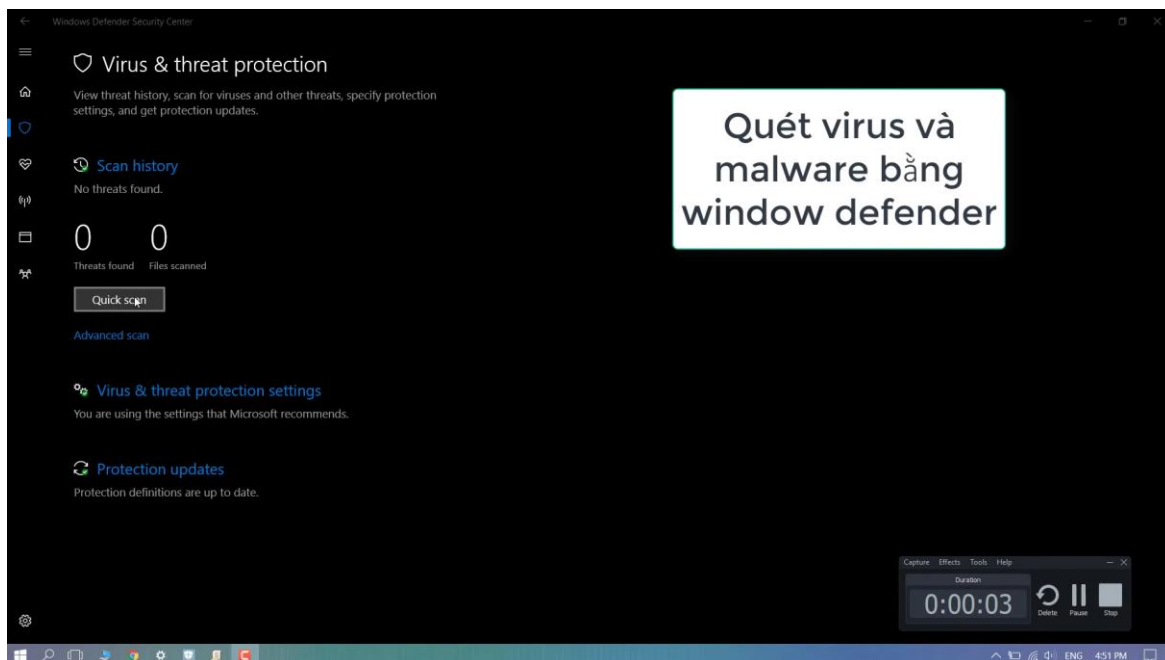 Windows Defender Security Center
Virus & threat protection
View threat history, scan for viruses and other threats, specify protection
settings, and get protection updates.
Quét virus và
malware bằng
window defender
Scan history
No threats found.
0 0
Threats found Files scanned
Quick scan
Advanced scan
Virus & threat protection settings
You are using the settings that Microsoft recommends.
Protection updates
Protection definitions are up to date.
Capture Effects Tools Help
Duration
0:00:03
Delete Pause Stop
ENG 4:51 PM